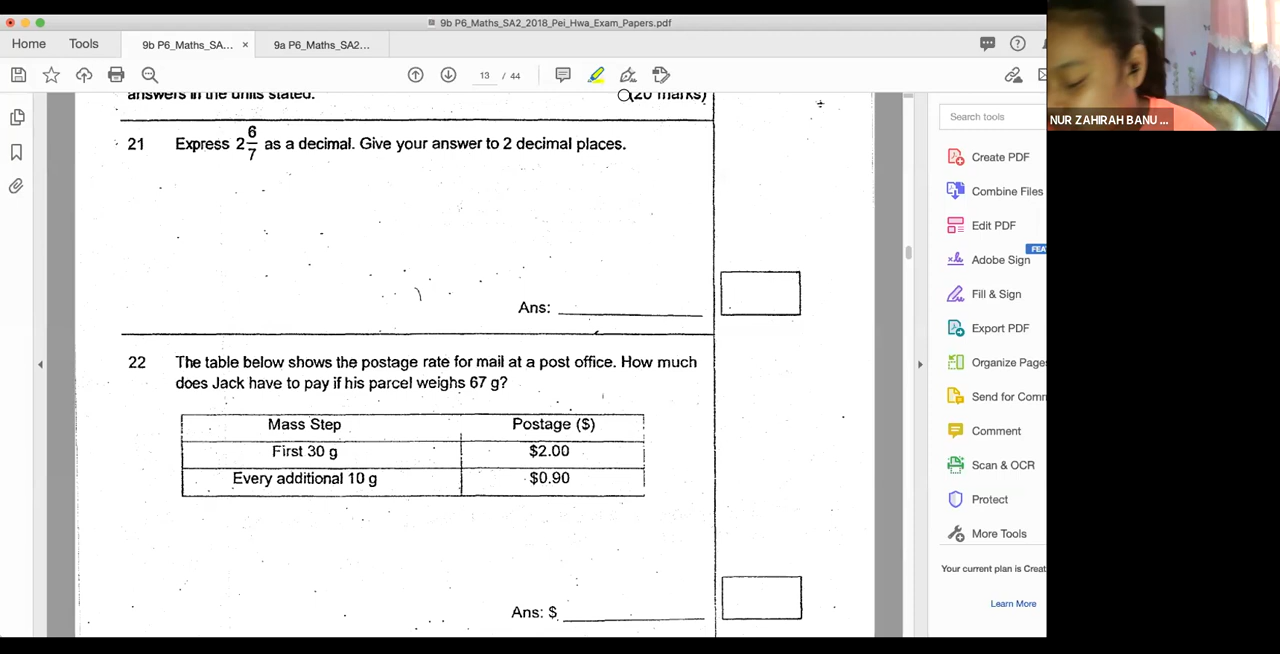 9b P6_Maths_SA2_2018_Pei_Hwa_Exam_Papers.pdf
Home
Tools
9b P6_Maths_SA... ×
9a P6_Maths_SA2...
13 / 44
answers in the units stated.
(20 marks)
21 Express 2 6/7 as a decimal. Give your answer to 2 decimal places.
Ans:
22 The table below shows the postage rate for mail at a post office. How much
does Jack have to pay if his parcel weighs 67 g?
Mass Step Postage ($)
First 30 g $2.00
Every additional 10 g $0.90
Ans: $
Search tools
Create PDF
Combine Files
Edit PDF
FEA
Adobe Sign
Fill & Sign
Export PDF
Organize Pages
Send for Comm
Comment
Scan & OCR
Protect
More Tools
Your current plan is Creat
Learn More
NUR ZAHIRAH BANU ...